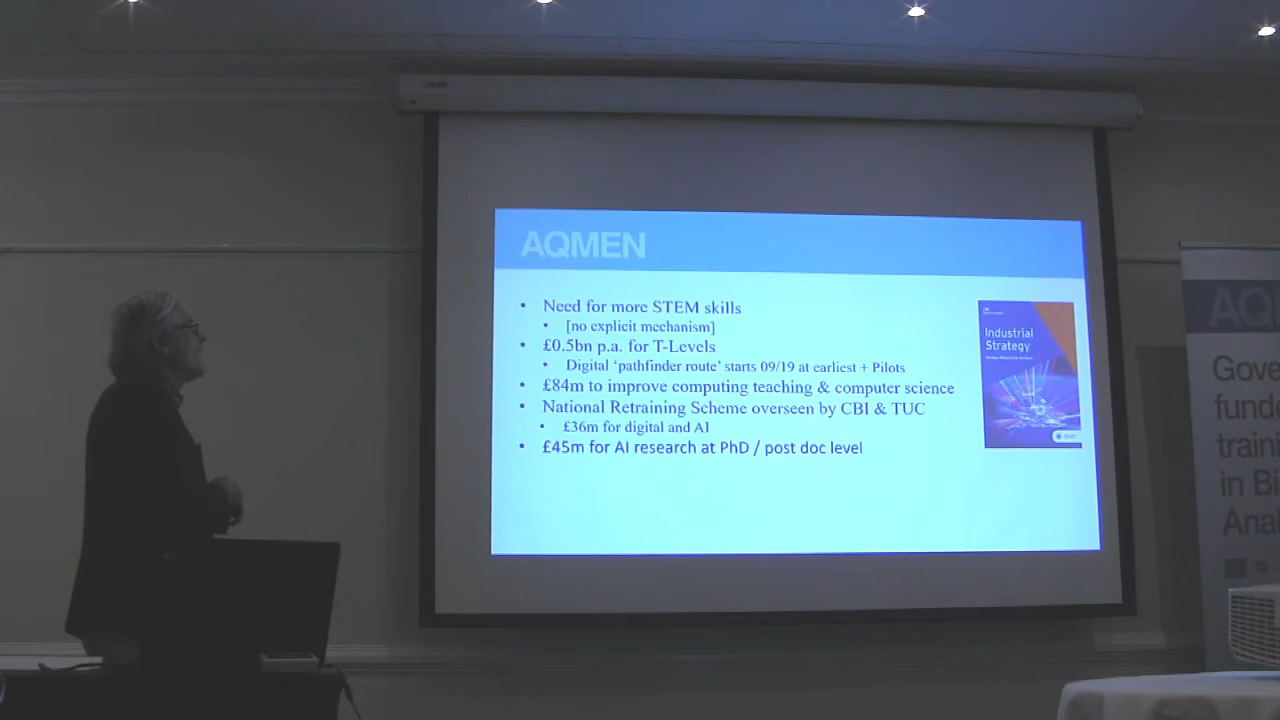 AQMEN
• Need for more STEM skills
• [no explicit mechanism]
• £0.5bn p.a. for T-Levels
• Digital ‘pathfinder route’ starts 09/19 at earliest + Pilots
• £84m to improve computing teaching & computer science
• National Retraining Scheme overseen by CBI & TUC
• £36m for digital and AI
• £45m for AI research at PhD / post doc level
Industrial
Strategy
AQ
Gove
funde
traini
in Bi
Ana